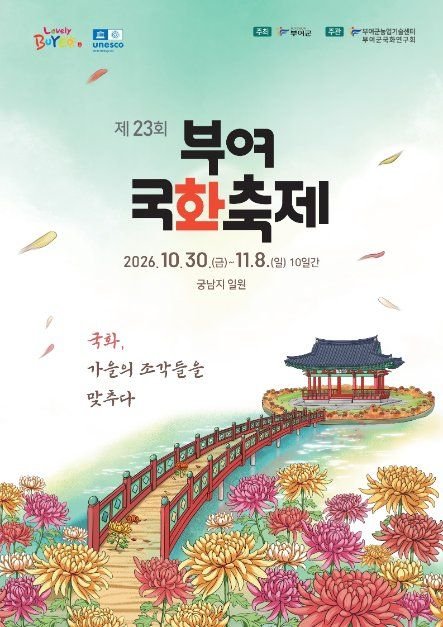 Lovely
BuYeo
unesco
주최 부여군
주관 부여군농업기술센터
부여군국화연구회
제 23회
부여
국화축제
2026. 10. 30.(금)~11.8.(일) 10일간
궁남지 일원
국화,
가을의 조각들을
맞추다